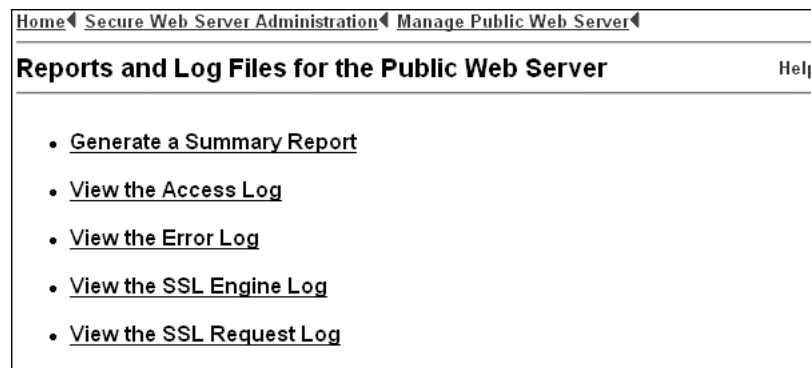 Home Secure Web Server Administration Manage Public Web Server
Reports and Log Files for the Public Web Server Help
Generate a Summary Report
View the Access Log
View the Error Log
View the SSL Engine Log
View the SSL Request Log